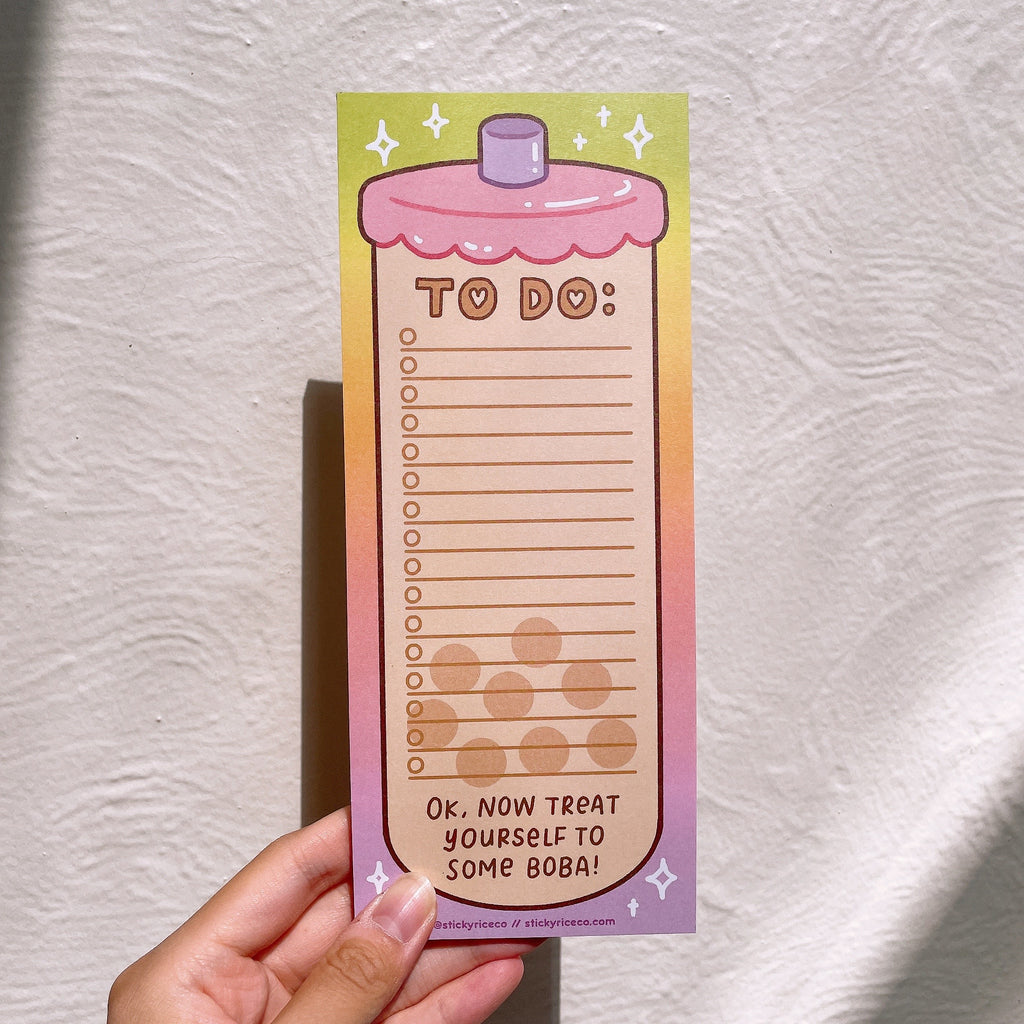 TO DO:
OK, NOW TREAT
YOURSELF TO
SOME BOBA!
@stickyriceco // stickyriceco.com